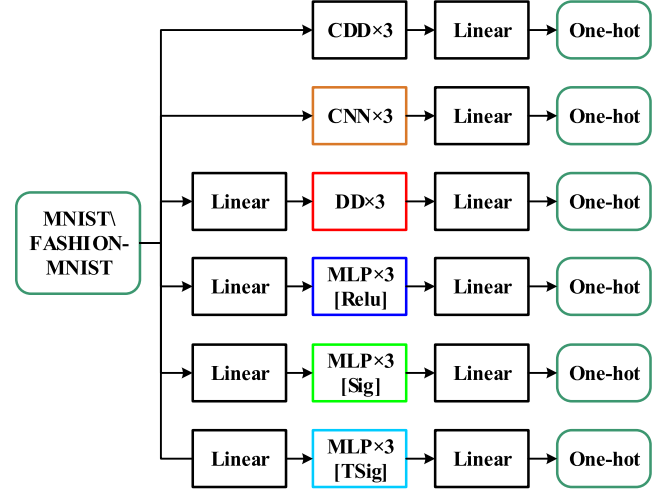 CDD×3
Linear
One-hot
CNN×3
Linear
One-hot
MNIST\
FASHION-
MNIST
Linear
DD×3
Linear
One-hot
Linear
MLP×3
[Relu]
Linear
One-hot
Linear
MLP×3
[Sig]
Linear
One-hot
Linear
MLP×3
[TSig]
Linear
One-hot